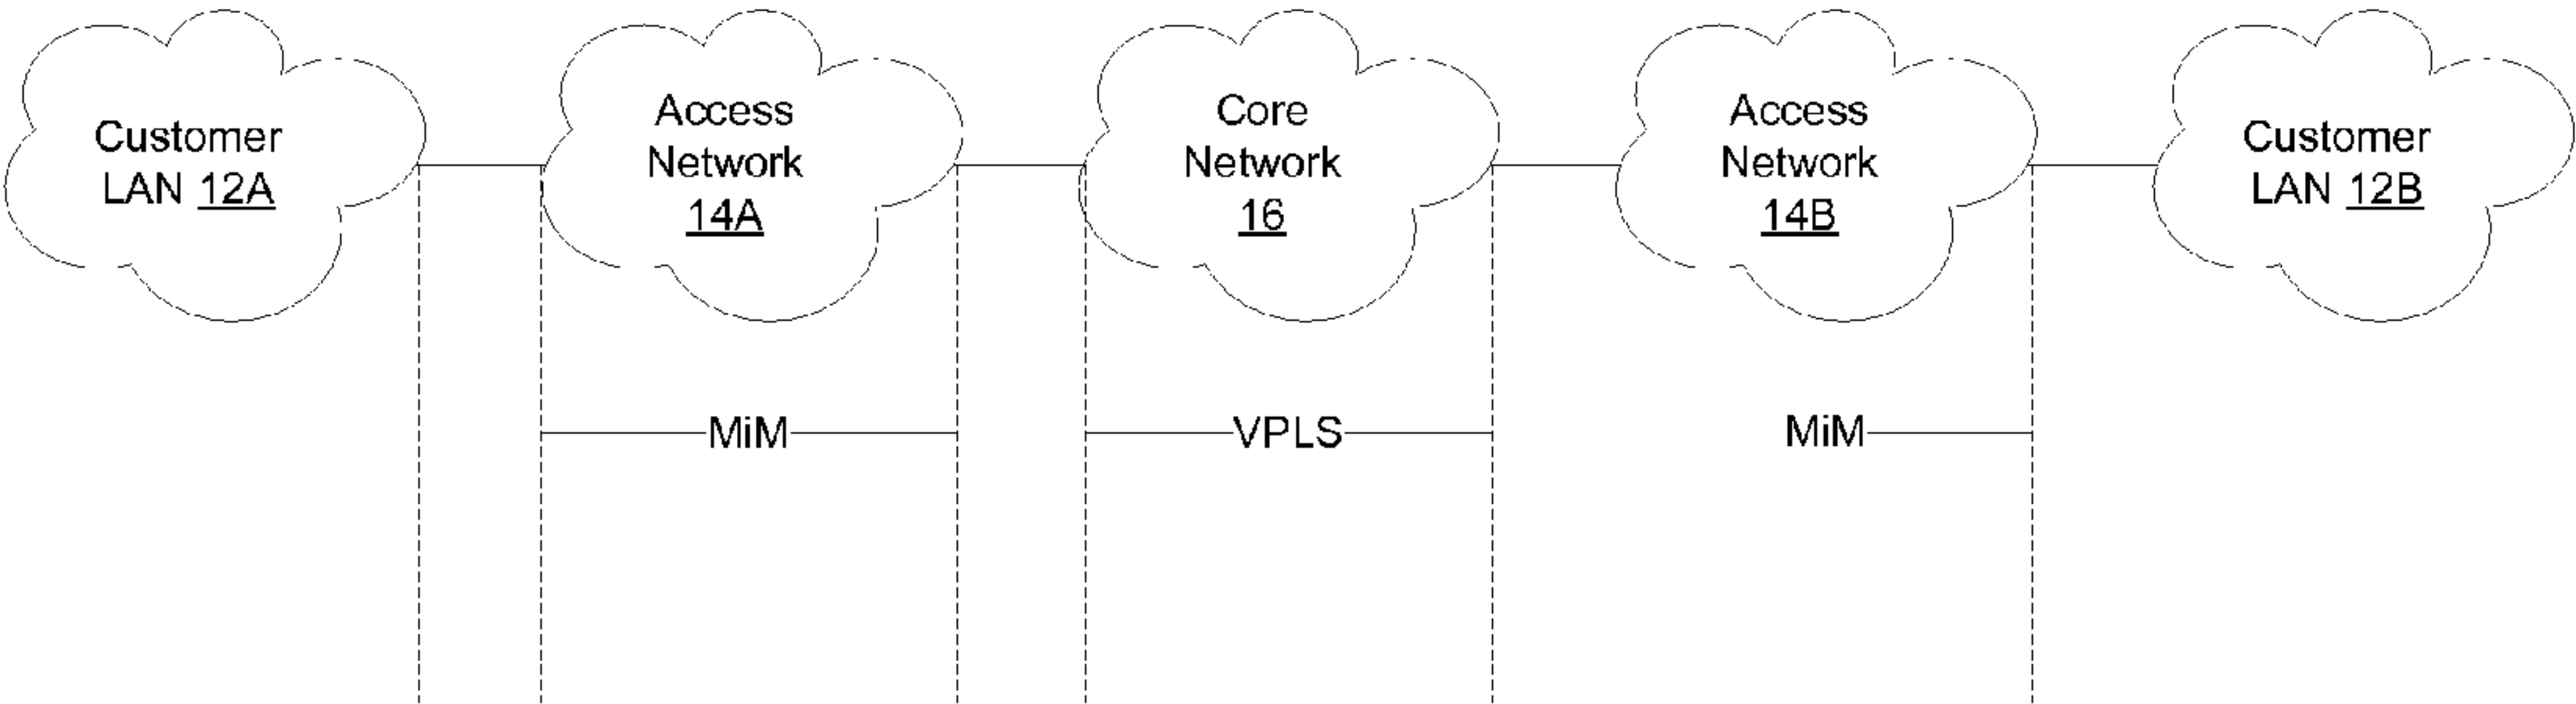 Customer
LAN 12A
Access
Network
14A
Core
Network
16
Access
Network
14B
Customer
LAN 12B
MiM
VPLS
MiM